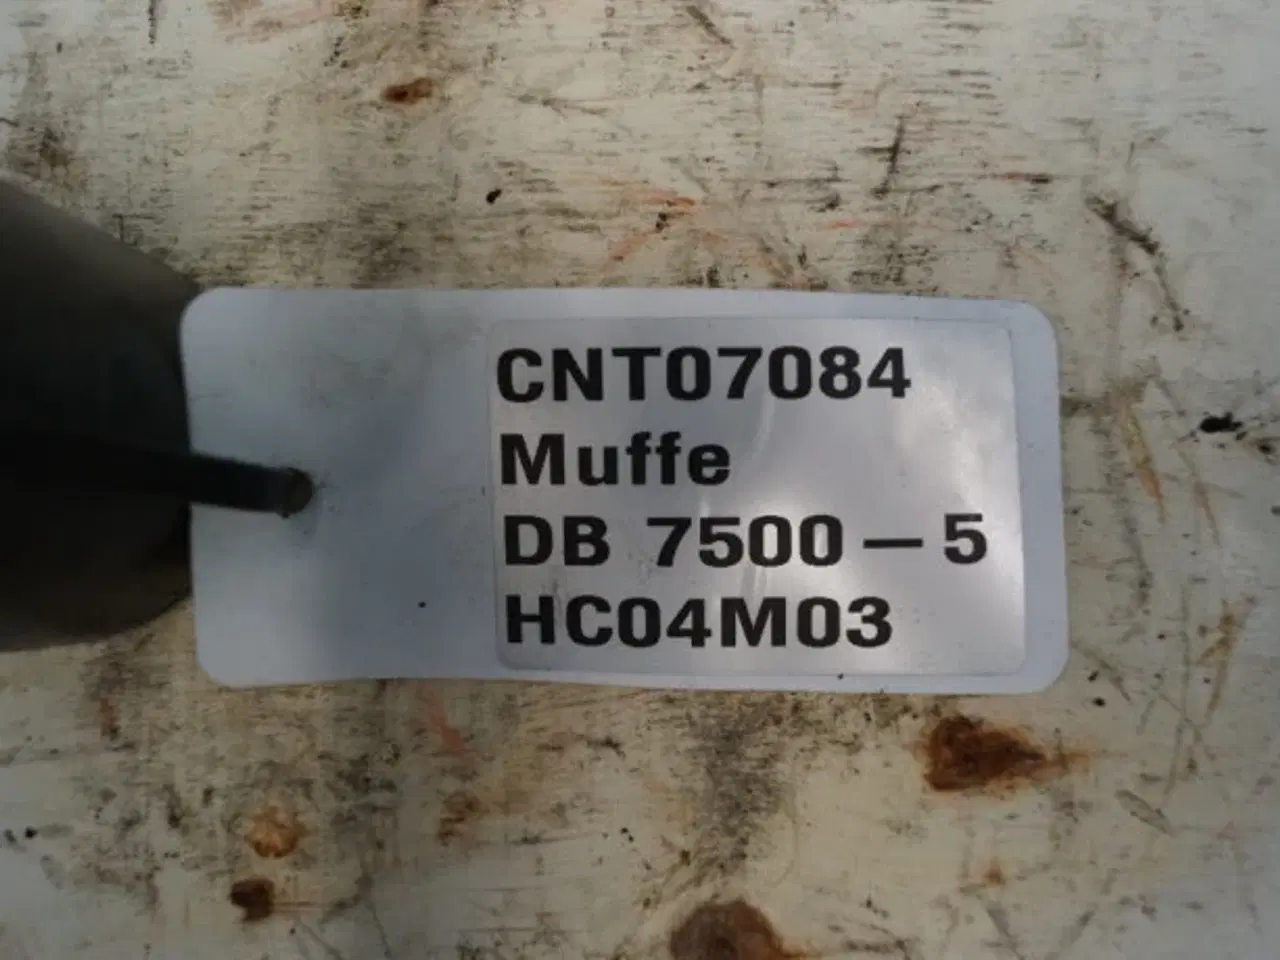 CNT07084
Muffe
DB 7500 – 5
HC04M03